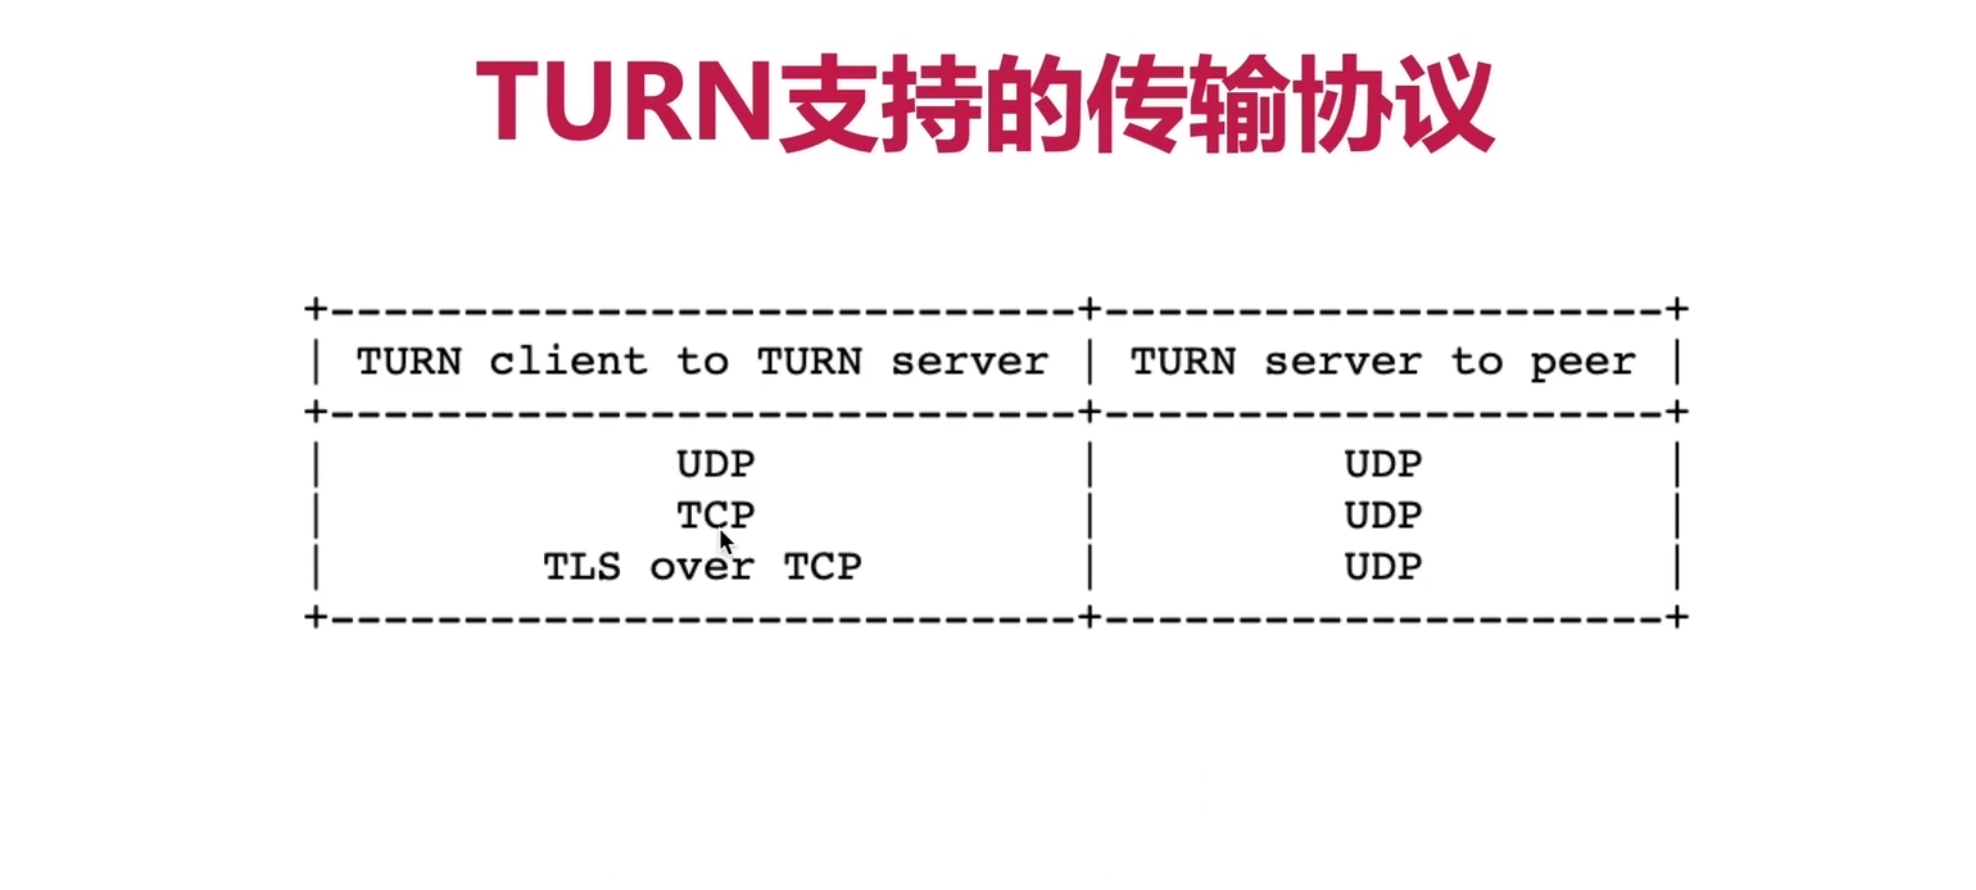 TURN支持的传输协议
+----------------------------+---------------------+
| TURN client to TURN server | TURN server to peer |
+----------------------------+---------------------+
|             UDP            |         UDP         |
|             TCP            |         UDP         |
|        TLS over TCP        |         UDP         |
+----------------------------+---------------------+